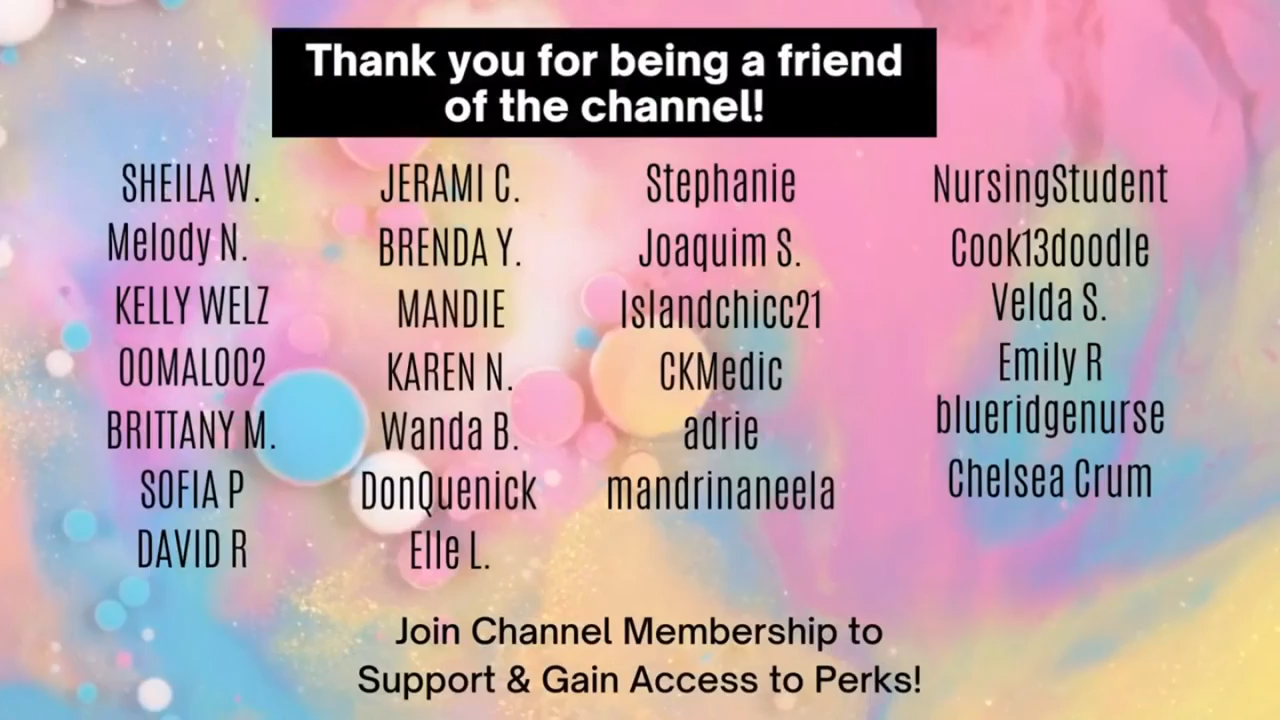 Thank you for being a friend
of the channel!
SHEILA W.
Melody N.
KELLY WELZ
OOMALOO2
BRITTANY M.
SOFIA P
DAVID R
JERAMI C.
BRENDA Y.
MANDIE
KAREN N.
Wanda B.
DonQuenick
Elle L.
Stephanie
Joaquim S.
Islandchicc21
CKMedic
adrie
mandrinaneela
NursingStudent
Cook13doodle
Velda S.
Emily R
blueridgenurse
Chelsea Crum
Join Channel Membership to
Support & Gain Access to Perks!